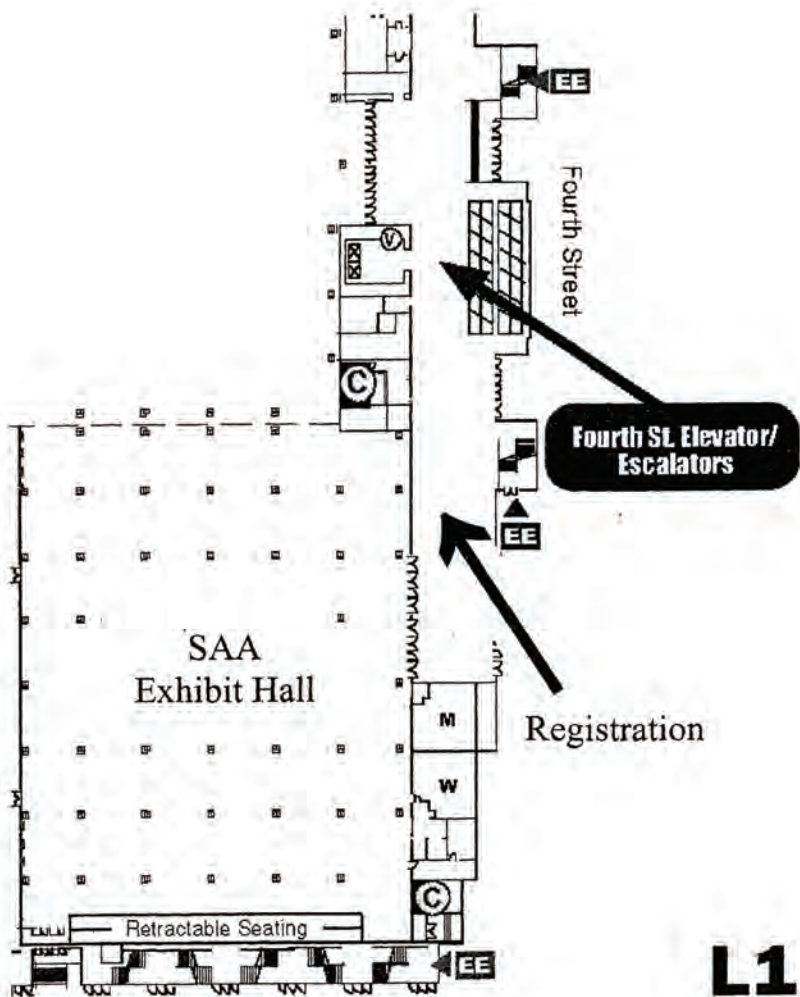 EE
Fourth Street
V
C
Fourth St. Elevator/
Escalators
EE
SAA
Exhibit Hall
M
Registration
W
C
Retractable Seating
EE
L1